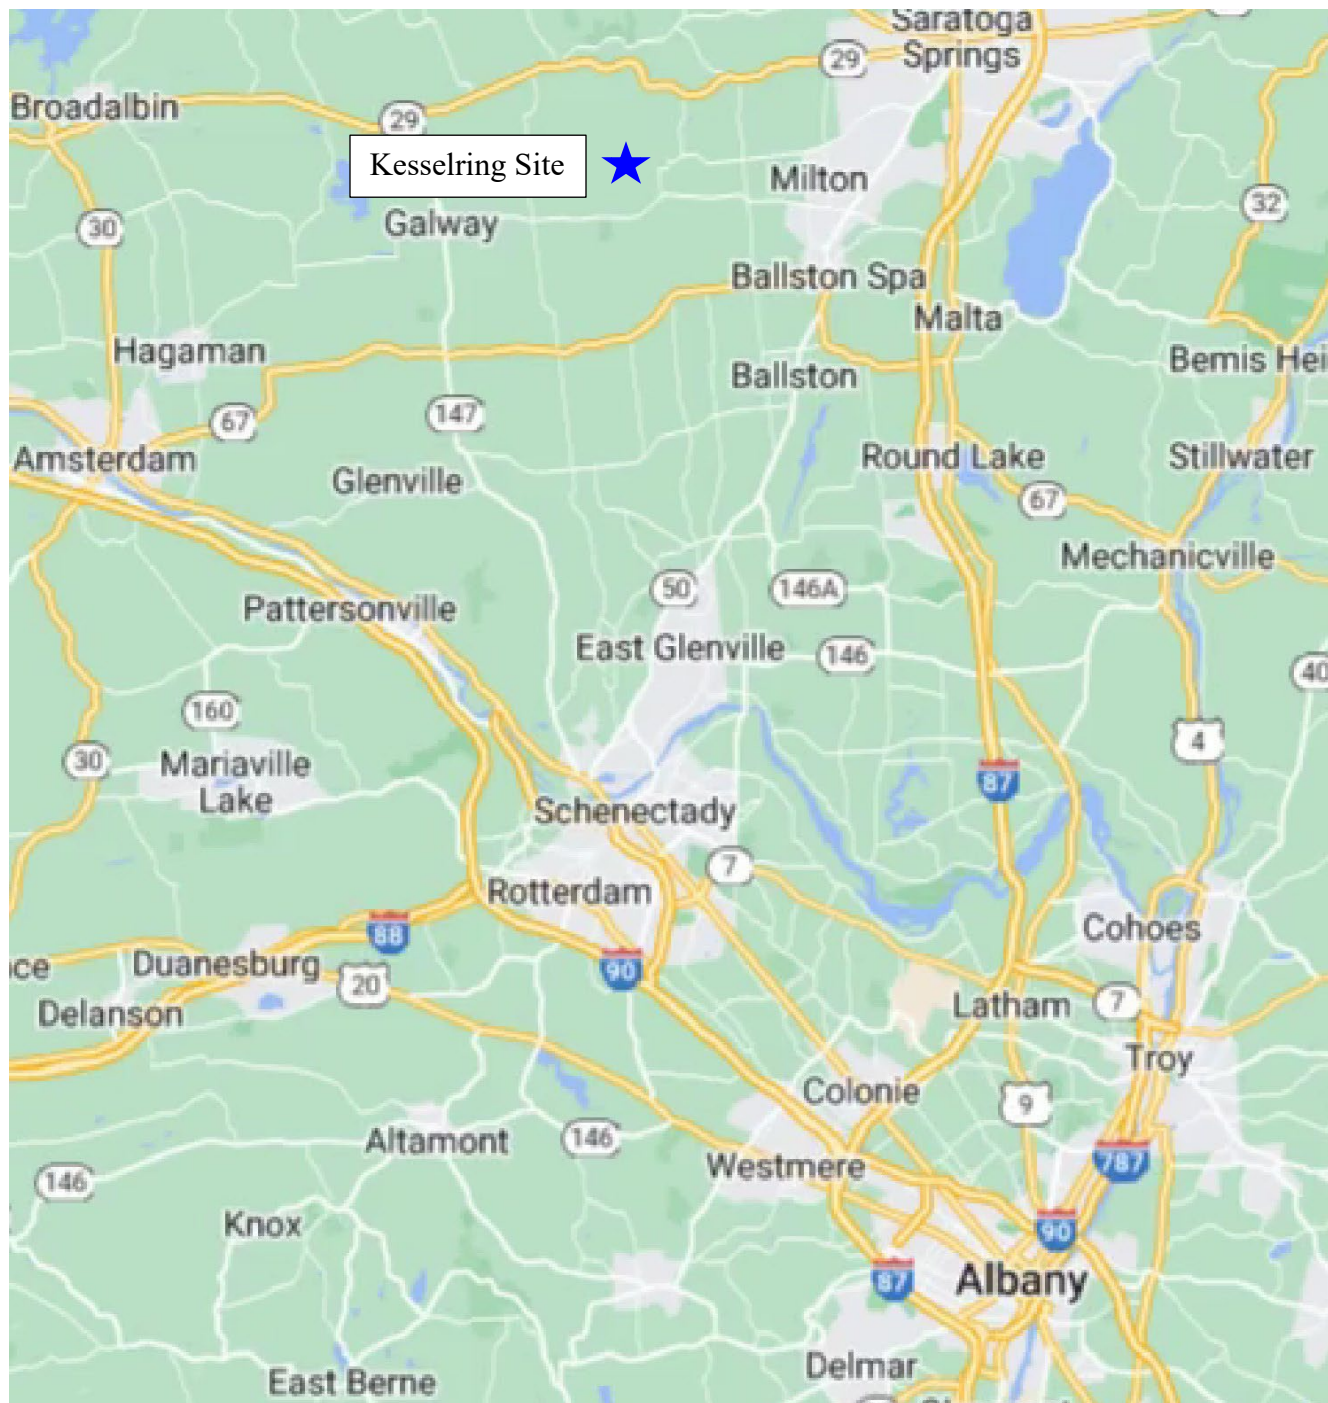 Saratoga
Springs
29
Broadalbin
29
Kesselring Site
Milton
32
30
Galway
Ballston Spa
Malta
Hagaman
Bemis Hei
Ballston
147
67
Amsterdam
Round Lake
Stillwater
Glenville
67
Mechanicville
50
146A
Pattersonville
East Glenville
146
40
160
4
30
Mariaville
Lake
87
Schenectady
7
Rotterdam
88
Cohoes
ce
Duanesburg
90
20
Delanson
Latham
7
Troy
Colonie
9
Altamont
146
Westmere
787
146
Knox
90
87
Albany
Delmar
East Berne